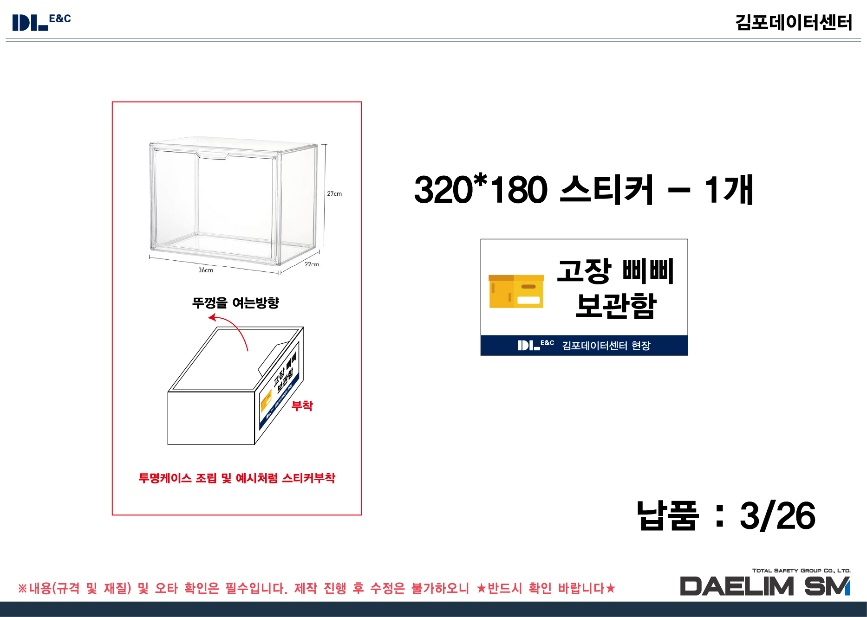 DL E&C
김포데이터센터
27cm
36cm
22cm
320*180 스티커 - 1개
뚜껑을 여는방향
고장 삐삐
보관함
DL E&C 김포데이터센터 현장
고장 삐삐
보관함
부착
투명케이스 조립 및 예시처럼 스티커부착
납품 : 3/26
※내용(규격 및 재질) 및 오타 확인은 필수입니다. 제작 진행 후 수정은 불가하오니 ★반드시 확인 바랍니다★
TOTAL SAFETY GROUP CO., LTD.
DAELIM SM